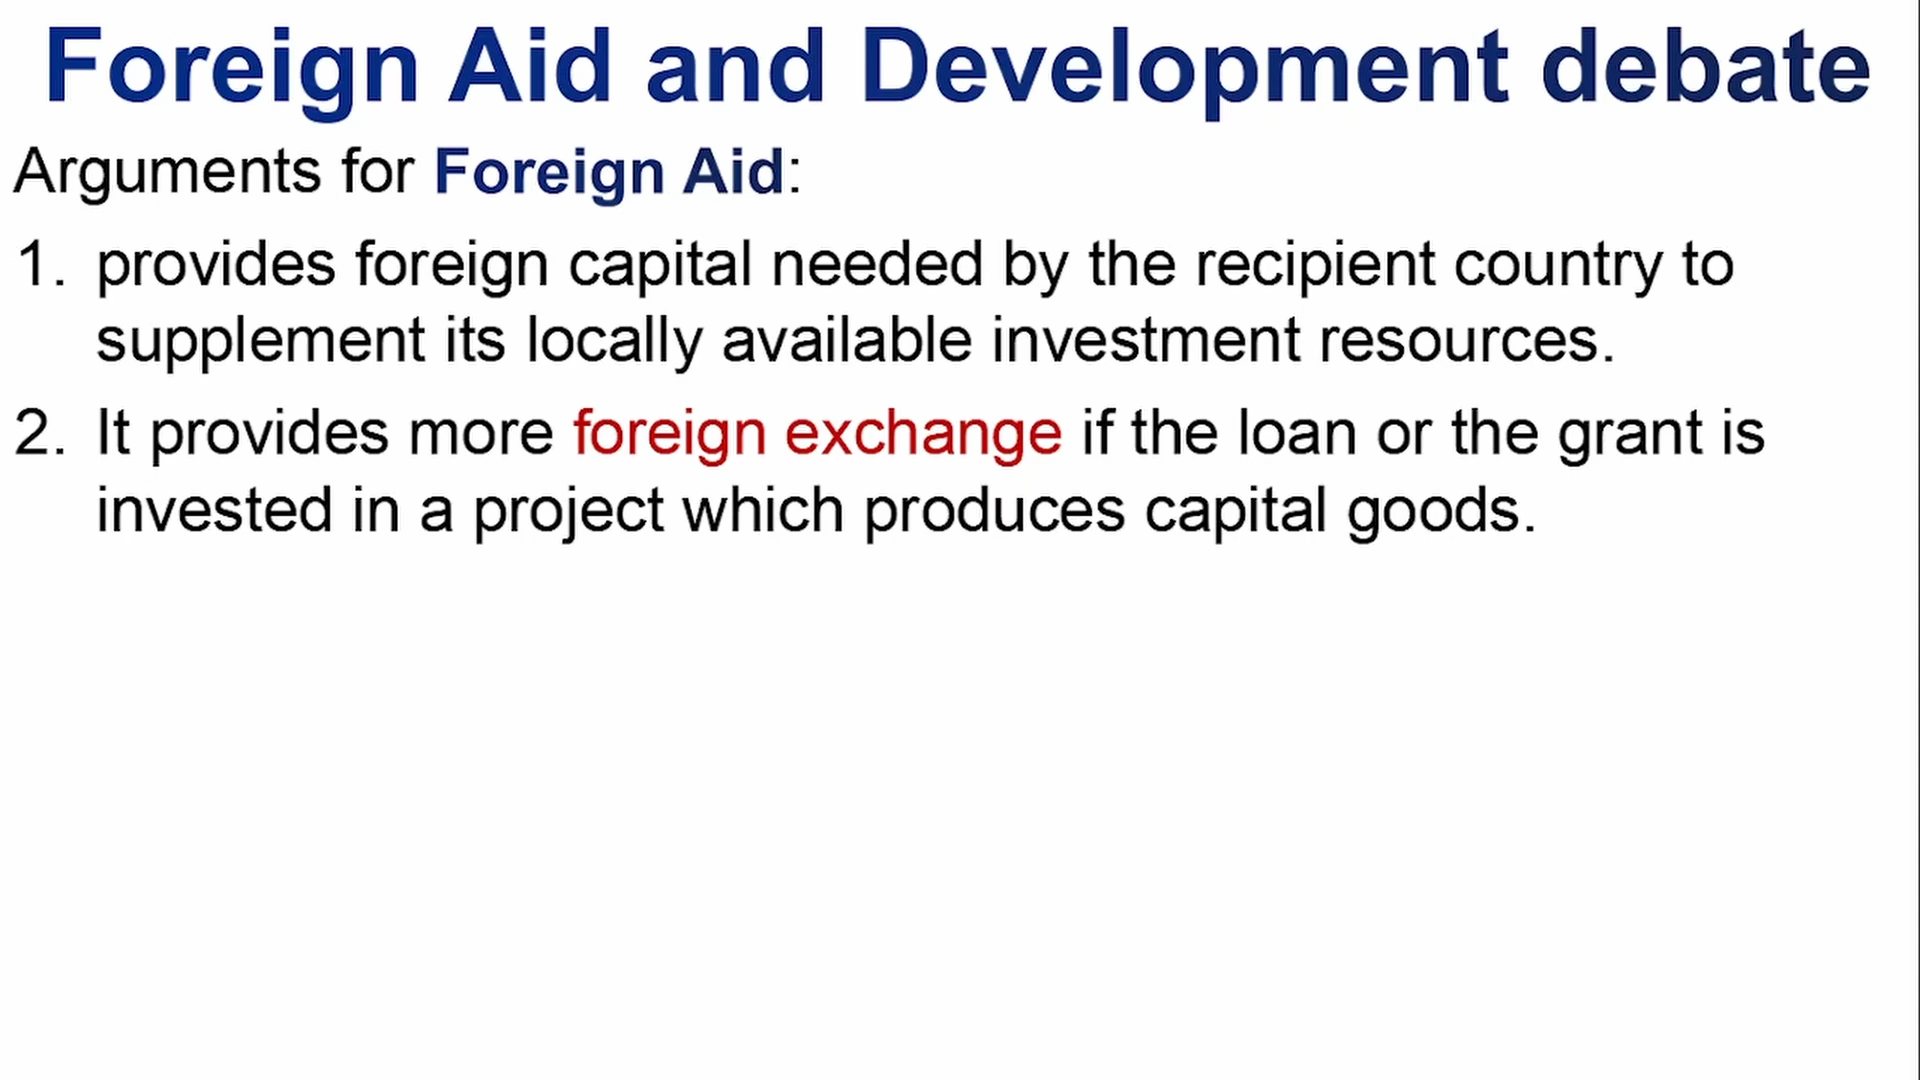 Foreign Aid and Development debate
Arguments for Foreign Aid:
1. provides foreign capital needed by the recipient country to
supplement its locally available investment resources.
2. It provides more foreign exchange if the loan or the grant is
invested in a project which produces capital goods.